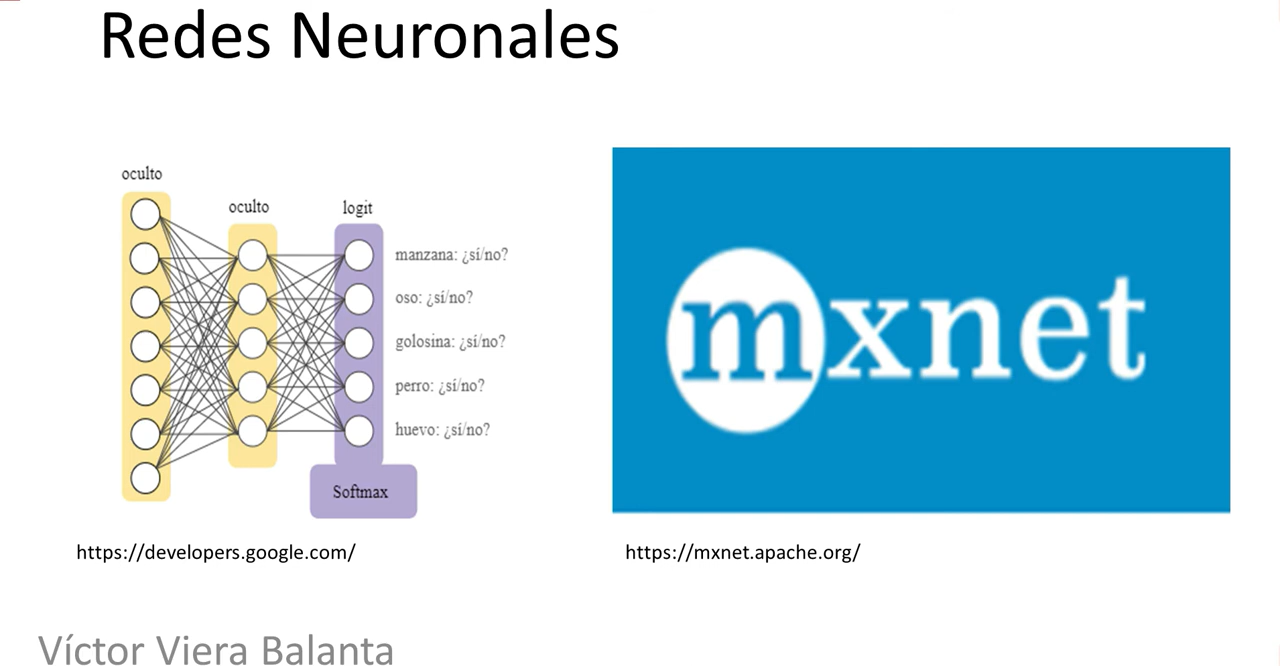 Redes Neuronales
oculto
oculto
logit
manzana: ¿sí/no?
oso: ¿sí/no?
golosina: ¿sí/no?
perro: ¿sí/no?
huevo: ¿sí/no?
Softmax
https://developers.google.com/
mxnet
https://mxnet.apache.org/
Víctor Viera Balanta